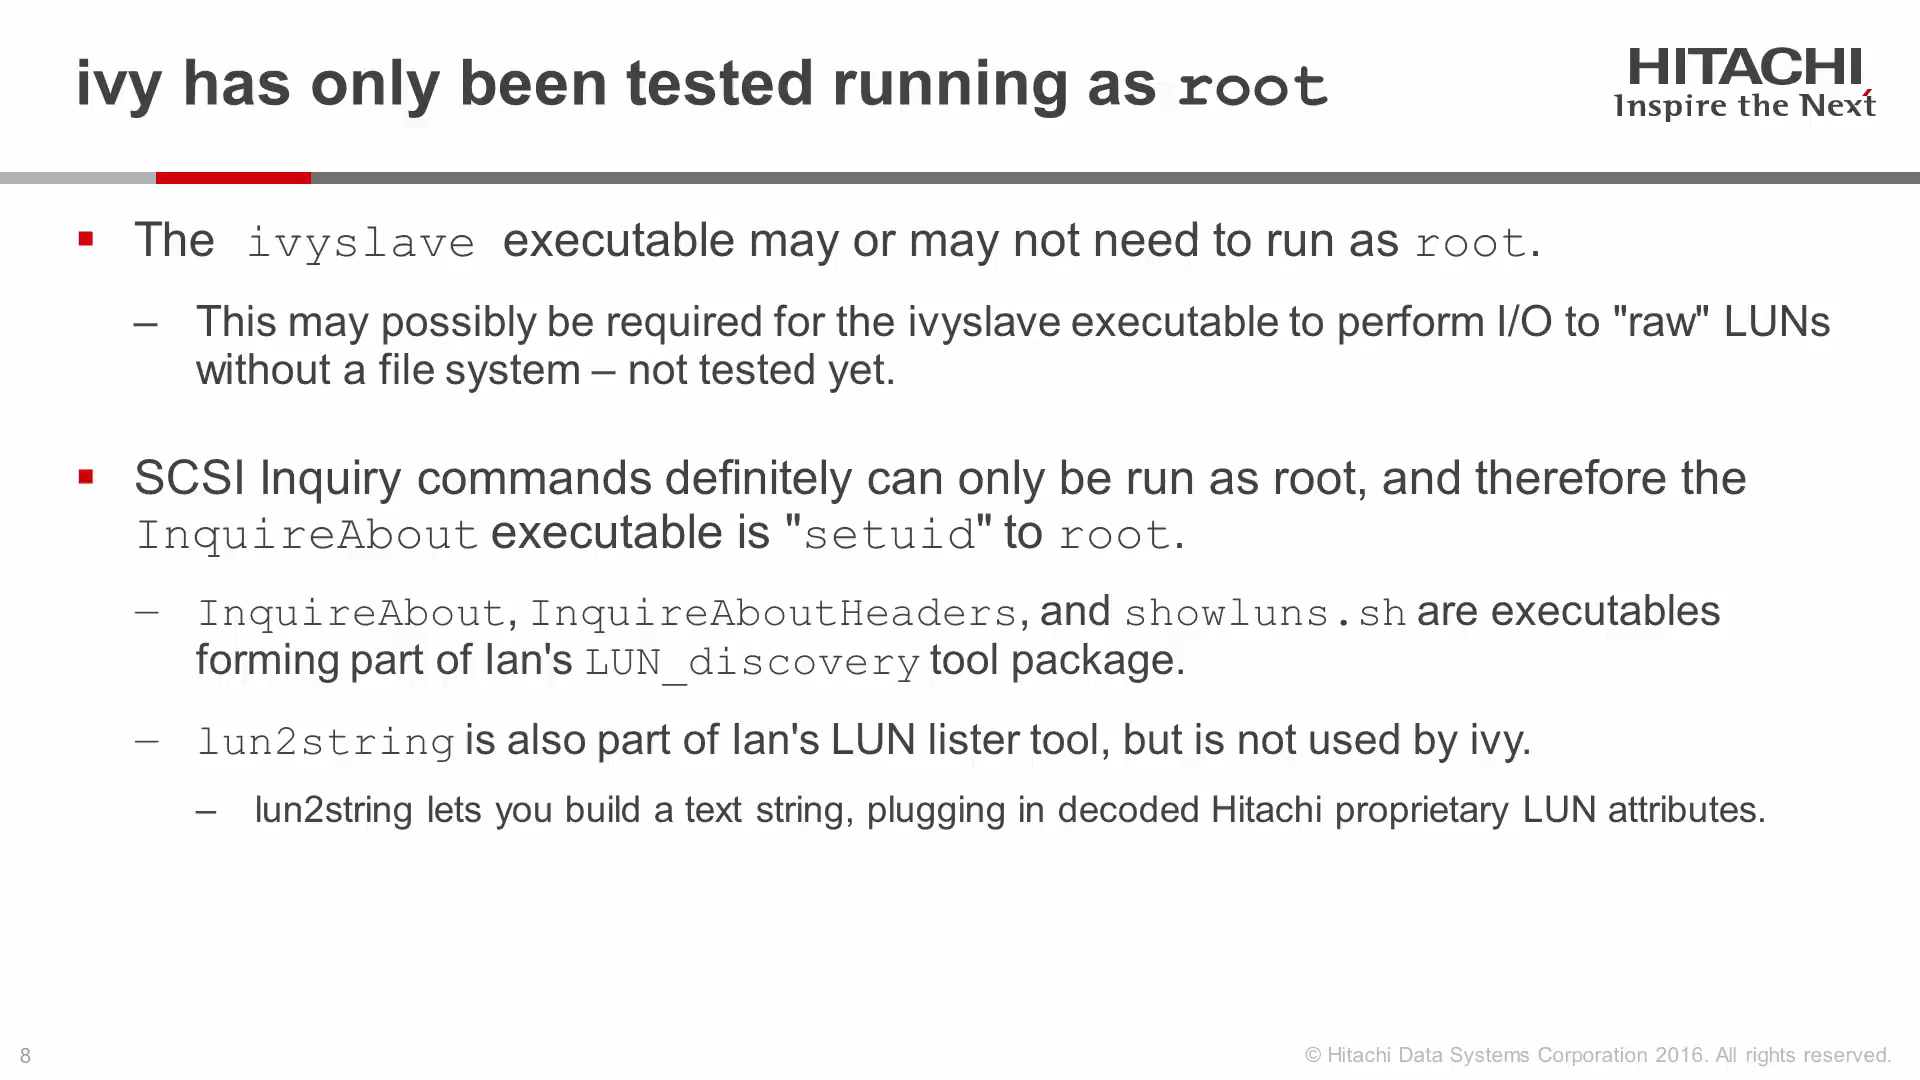 ivy has only been tested running as root
HITACHI
Inspire the Next
▪ The ivyslave executable may or may not need to run as root.
– This may possibly be required for the ivyslave executable to perform I/O to "raw" LUNs
without a file system – not tested yet.
▪ SCSI Inquiry commands definitely can only be run as root, and therefore the
InquireAbout executable is "setuid" to root.
– InquireAbout, InquireAboutHeaders, and showluns.sh are executables
forming part of Ian's LUN_discovery tool package.
– lun2string is also part of Ian's LUN lister tool, but is not used by ivy.
– lun2string lets you build a text string, plugging in decoded Hitachi proprietary LUN attributes.
8
© Hitachi Data Systems Corporation 2016. All rights reserved.